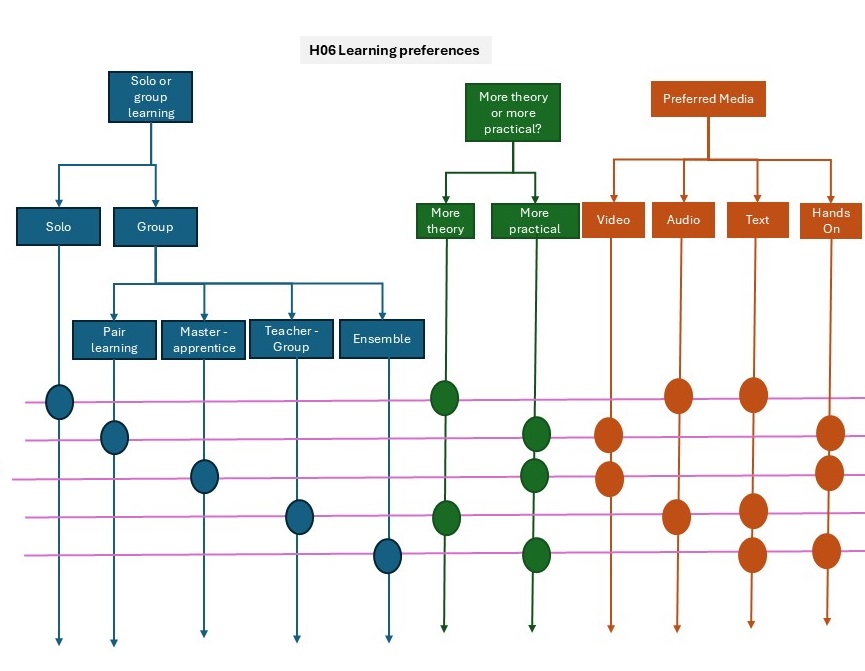 H06 Learning preferences
Solo or
group
learning
More theory
or more
practical?
Preferred Media
Solo
Group
More
theory
More
practical
Video
Audio
Text
Hands
On
Pair
learning
Master -
apprentice
Teacher -
Group
Ensemble